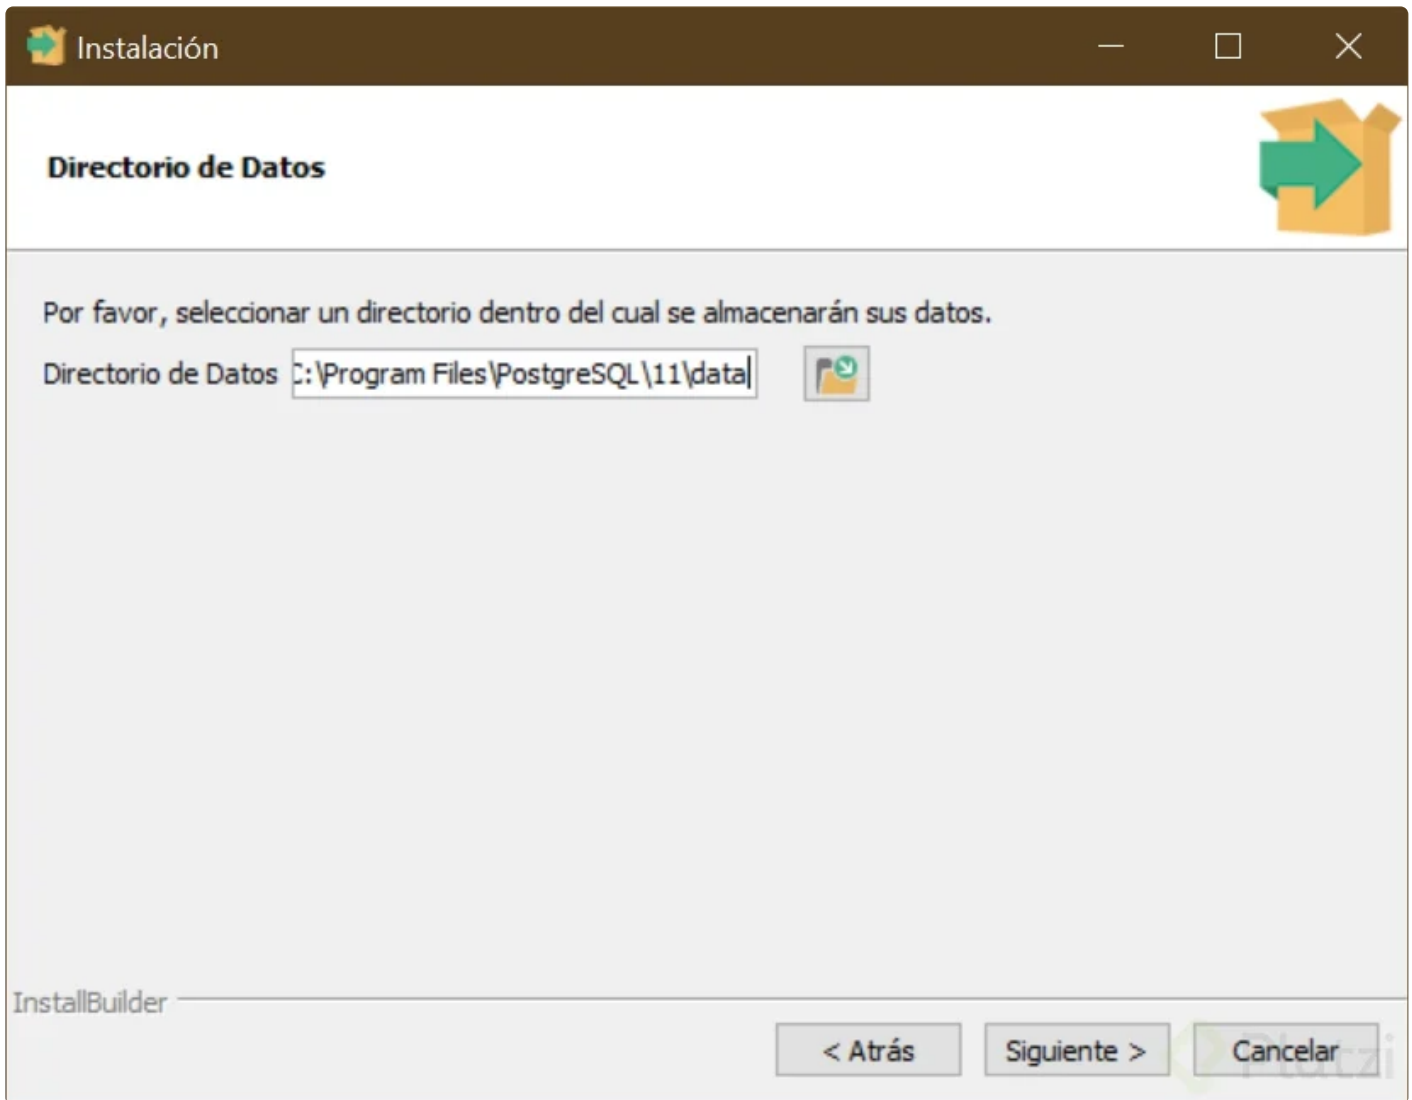 Instalación
Directorio de Datos
Por favor, seleccionar un directorio dentro del cual se almacenarán sus datos.
Directorio de Datos C:\Program Files\PostgreSQL\11\data
InstallBuilder
< Atrás Siguiente > Cancelar
Platzi